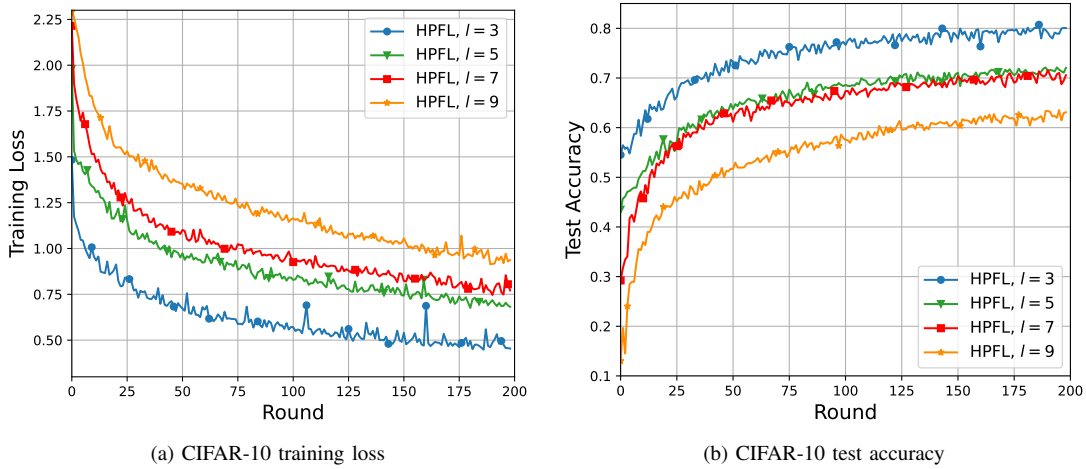 2.25
2.00
1.75
1.50
1.25
1.00
0.75
0.50
Training Loss
0
25
50
75
100
125
150
175
200
Round
HPFL, l = 3
HPFL, l = 5
HPFL, l = 7
HPFL, l = 9
(a) CIFAR-10 training loss
0.8
0.7
0.6
0.5
0.4
0.3
0.2
0.1
Test Accuracy
0
25
50
75
100
125
150
175
200
Round
HPFL, l = 3
HPFL, l = 5
HPFL, l = 7
HPFL, l = 9
(b) CIFAR-10 test accuracy